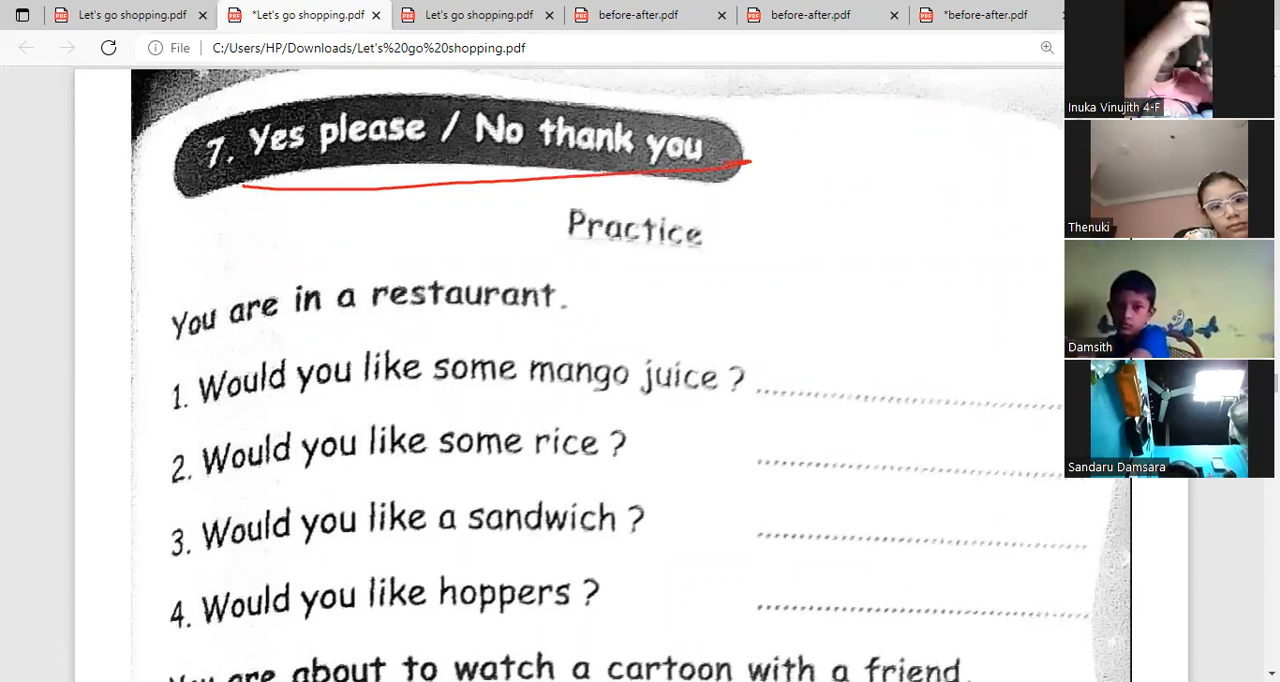 Let's go shopping.pdf
*Let's go shopping.pdf
Let's go shopping.pdf
before-after.pdf
before-after.pdf
*before-after.pdf
File
C:/Users/HP/Downloads/Let's%20go%20shopping.pdf
7. Yes please / No thank you
Practice
You are in a restaurant.
1. Would you like some mango juice ?
2. Would you like some rice ?
3. Would you like a sandwich ?
4. Would you like hoppers ?
You are about to watch a cartoon with a friend.
Inuka Vinujith 4-F
Thenuki
Damsith
Sandaru Damsara